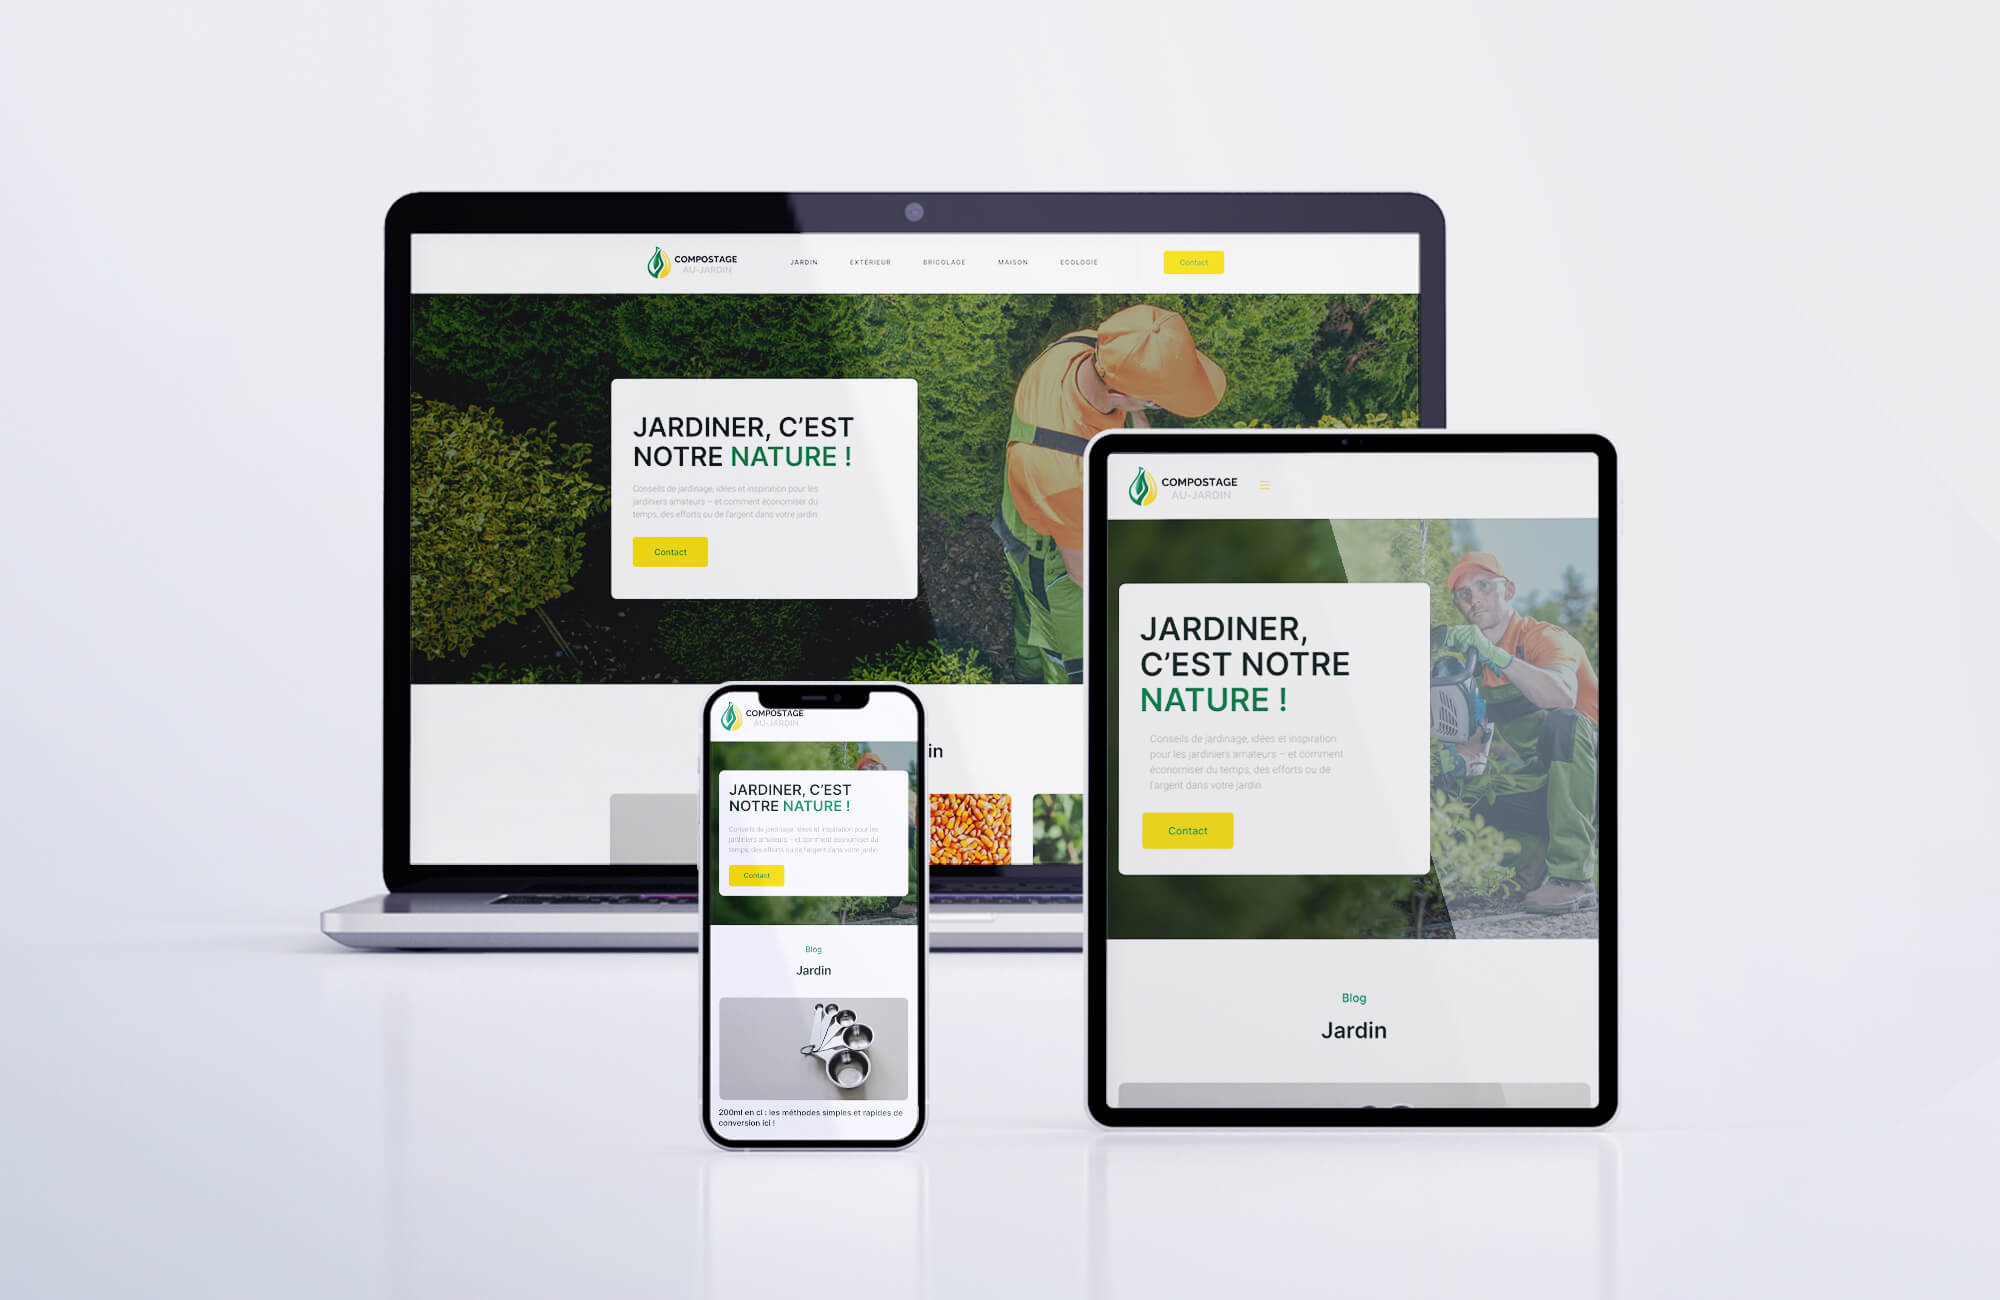 COMPOSTAGE
AU-JARDIN
JARDIN EXTÉRIEUR BRICOLAGE MAISON ECOLOGIE
Contact
JARDINER, C'EST
NOTRE NATURE !
Conseils de jardinage, idées et inspiration pour les
jardiniers amateurs – et comment économiser du
temps, des efforts ou de l'argent dans votre jardin
Contact
in
COMPOSTAGE
AU-JARDIN
JARDINER, C'EST
NOTRE NATURE !
Conseils de jardinage, idées et inspiration pour les
jardiniers amateurs – et comment économiser du
temps, des efforts ou de l'argent dans votre jardin
Contact
Blog
Jardin
200ml en cl : les méthodes simples et rapides de
conversion ici !
COMPOSTAGE
AU-JARDIN
JARDINER,
C'EST NOTRE
NATURE !
Conseils de jardinage, idées et inspiration
pour les jardiniers amateurs – et comment
économiser du temps, des efforts ou de
l'argent dans votre jardin
Contact
Blog
Jardin